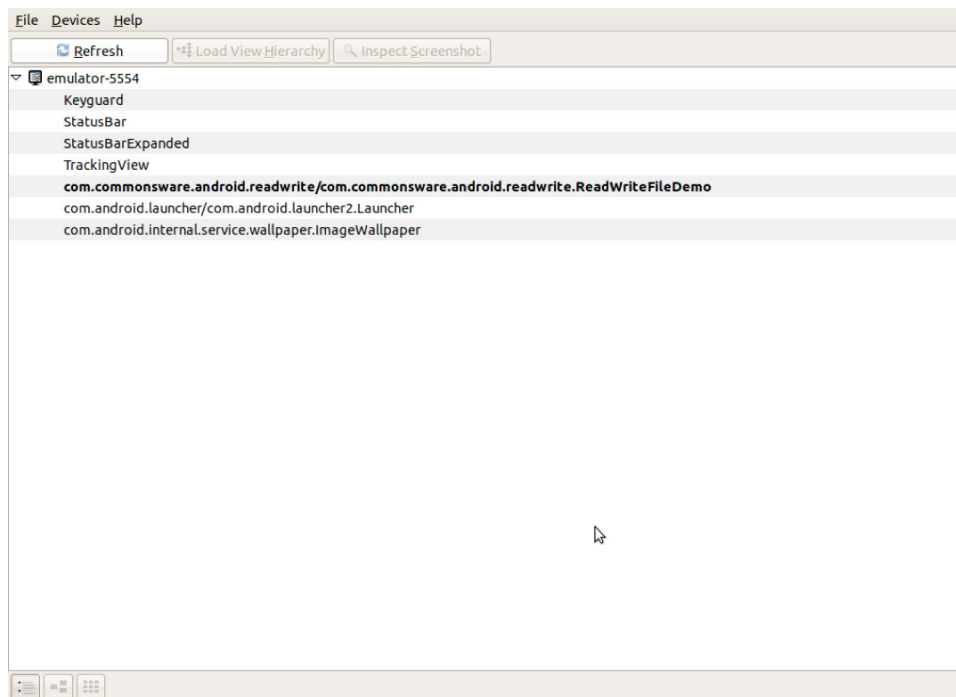 File Devices Help
Refresh Load View Hierarchy Inspect Screenshot
emulator-5554
Keyguard
StatusBar
StatusBarExpanded
TrackingView
com.commonsware.android.readwrite/com.commonsware.android.readwrite.ReadWriteFileDemo
com.android.launcher/com.android.launcher2.Launcher
com.android.internal.service.wallpaper.ImageWallpaper